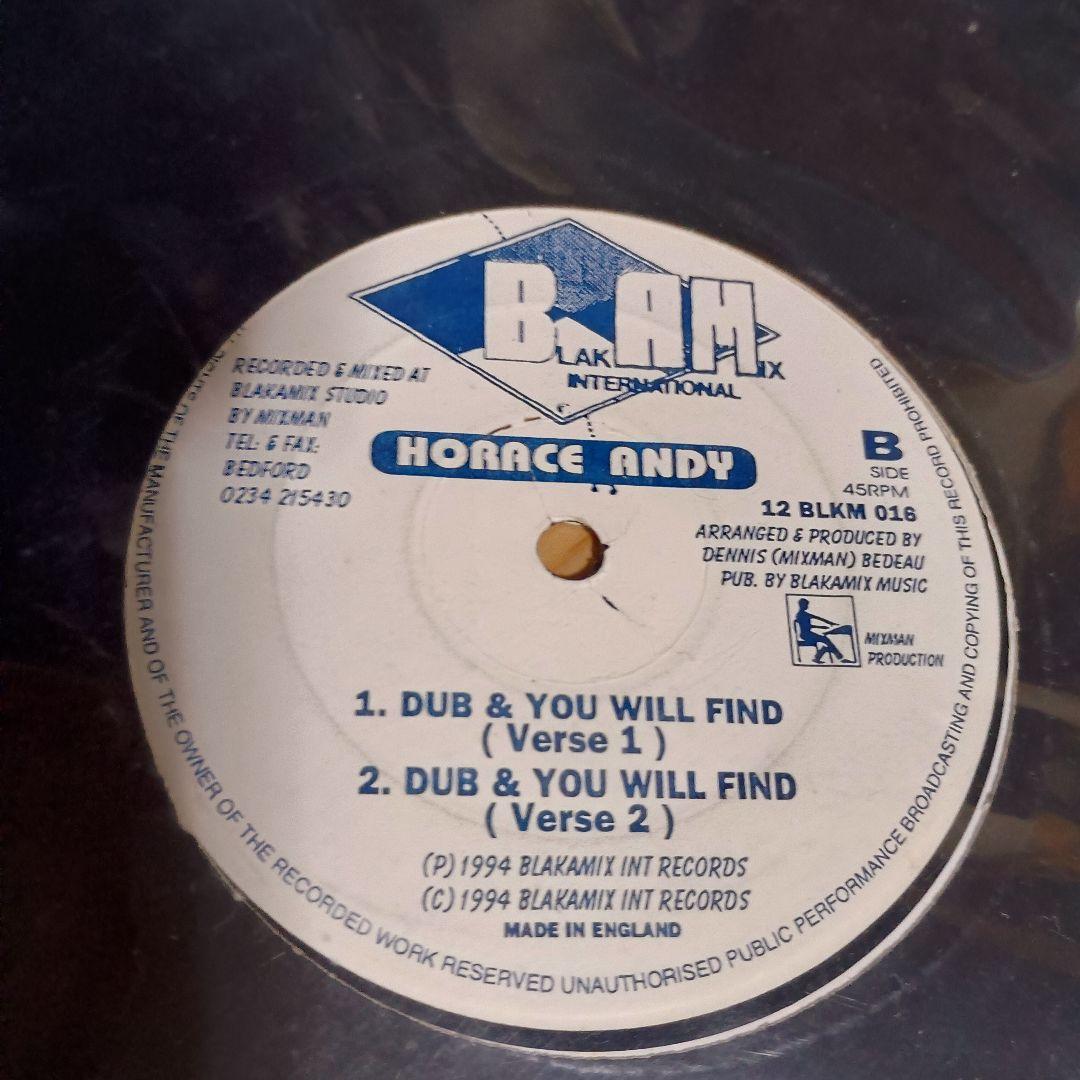 BLAKAMIX
INTERNATIONAL
RECORDED & MIXED AT
BLAKAMIX STUDIO
BY MIXMAN
TEL: & FAX:
BEDFORD
0234 215430
HORACE ANDY
B
SIDE
45RPM
12 BLKM 016
ARRANGED & PRODUCED BY
DENNIS (MIXMAN) BEDEAU
PUB. BY BLAKAMIX MUSIC
MIXMAN
PRODUCTION
1. DUB & YOU WILL FIND
( Verse 1 )
2. DUB & YOU WILL FIND
( Verse 2 )
(P) 1994 BLAKAMIX INT RECORDS
(C) 1994 BLAKAMIX INT RECORDS
MADE IN ENGLAND
OF THE MANUFACTURER AND OF THE OWNER OF THE RECORDED WORK RESERVED UNAUTHORISED PUBLIC PERFORMANCE BROADCASTING AND COPYING OF THIS RECORD PROHIBITED